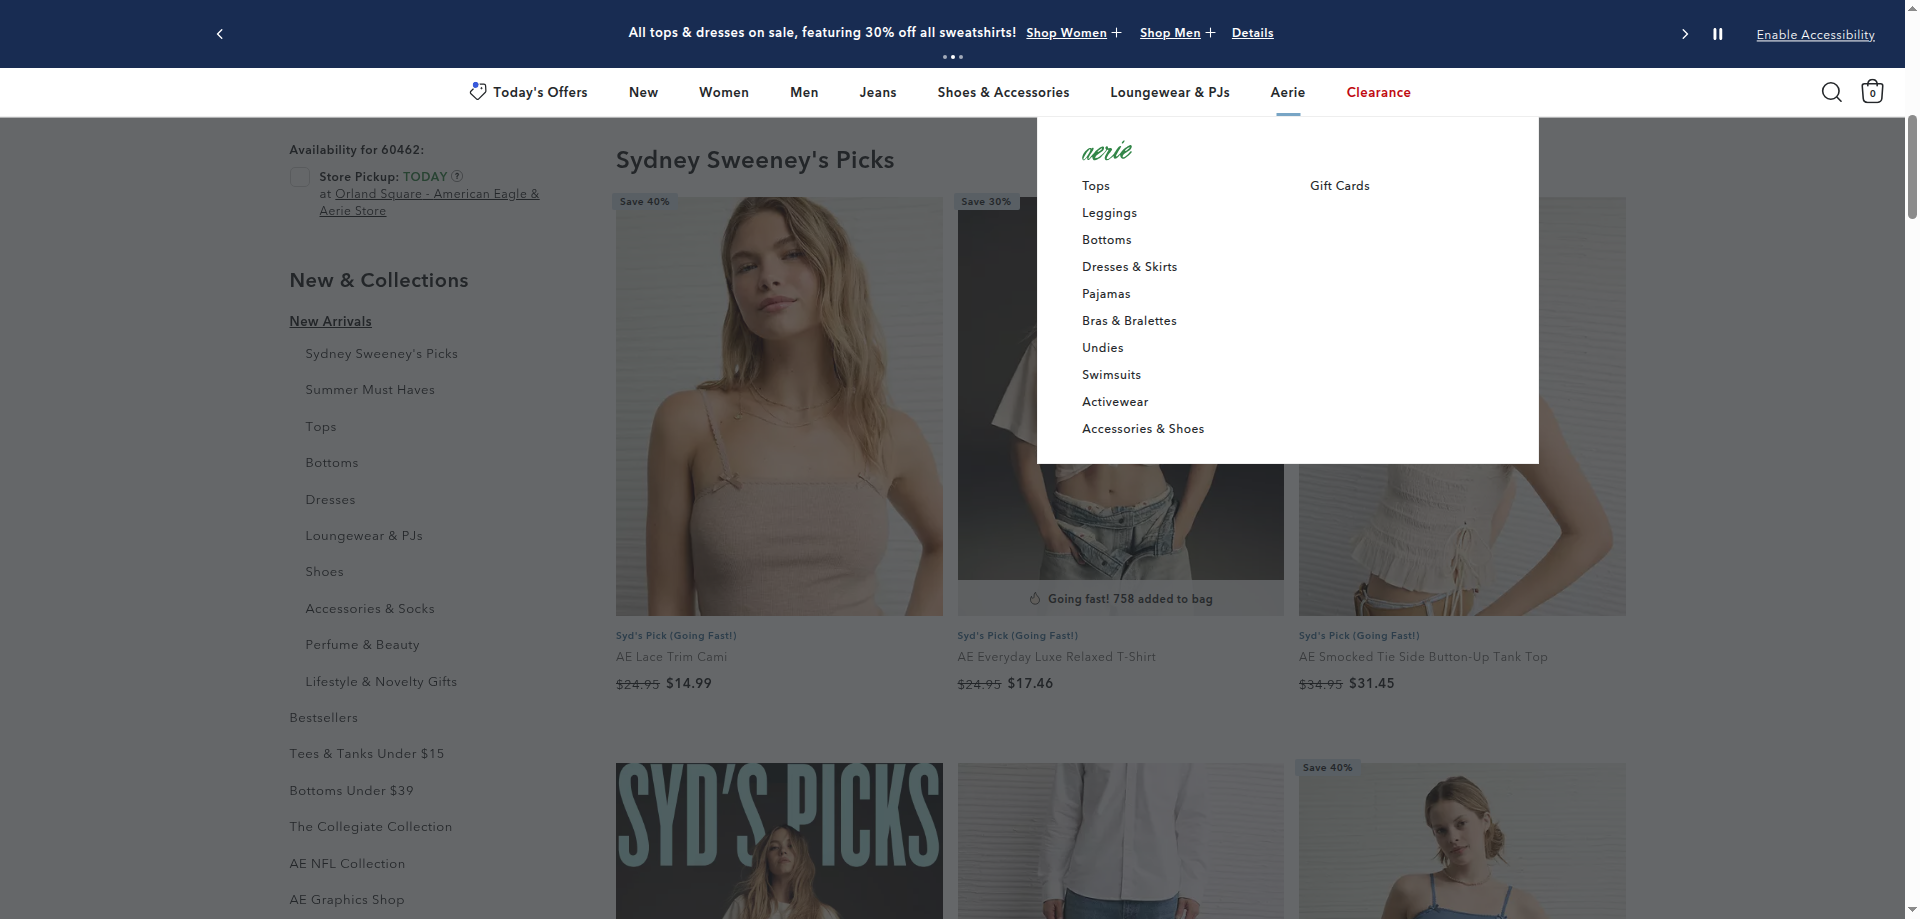 All tops & dresses on sale, featuring 30% off all sweatshirts! Shop Women + Shop Men + Details
Enable Accessibility
Today's Offers New Women Men Jeans Shoes & Accessories Loungewear & PJs Aerie Clearance
0
Availability for 60462:
Store Pickup: TODAY ?
at Orland Square - American Eagle &
Aerie Store
New & Collections
New Arrivals
Sydney Sweeney's Picks
Summer Must Haves
Tops
Bottoms
Dresses
Loungewear & PJs
Shoes
Accessories & Socks
Perfume & Beauty
Lifestyle & Novelty Gifts
Bestsellers
Tees & Tanks Under $15
Bottoms Under $39
The Collegiate Collection
AE NFL Collection
AE Graphics Shop
Sydney Sweeney's Picks
aerie
Tops
Leggings
Bottoms
Dresses & Skirts
Pajamas
Bras & Bralettes
Undies
Swimsuits
Activewear
Accessories & Shoes
Gift Cards
Save 40%
Syd's Pick (Going Fast!)
AE Lace Trim Cami
$24.95 $14.99
Save 30%
Going fast! 758 added to bag
Syd's Pick (Going Fast!)
AE Everyday Luxe Relaxed T-Shirt
$24.95 $17.46
Syd's Pick (Going Fast!)
AE Smocked Tie Side Button-Up Tank Top
$34.95 $31.45
SYD'S PICKS
Save 40%